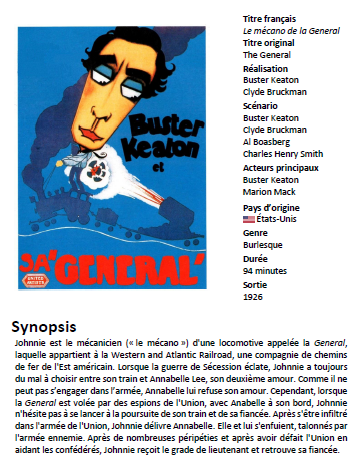 Buster
Keaton
et
SA "GENERAL"
UNITED
ARTISTS
Titre français
Le mécano de la General
Titre original
The General
Réalisation
Buster Keaton
Clyde Bruckman
Scénario
Buster Keaton
Clyde Bruckman
Al Boasberg
Charles Henry Smith
Acteurs principaux
Buster Keaton
Marion Mack
Pays d'origine
États-Unis
Genre
Burlesque
Durée
94 minutes
Sortie
1926
Synopsis
Johnnie est le mécanicien (« le mécano ») d'une locomotive appelée la General,
laquelle appartient à la Western and Atlantic Railroad, une compagnie de chemins
de fer de l'Est américain. Lorsque la guerre de Sécession éclate, Johnnie a toujours
du mal à choisir entre son train et Annabelle Lee, son deuxième amour. Comme il ne
peut pas s'engager dans l'armée, Annabelle lui refuse son amour. Cependant, lorsque
la General est volée par des espions de l'Union, avec Anabelle à son bord, Johnnie
n'hésite pas à se lancer à la poursuite de son train et de sa fiancée. Après s'être infiltré
dans l'armée de l'Union, Johnnie délivre Annabelle. Elle et lui s'enfuient, talonnés par
l'armée ennemie. Après de nombreuses péripéties et après avoir défait l'Union en
aidant les confédérés, Johnnie reçoit le grade de lieutenant et retrouve sa fiancée.